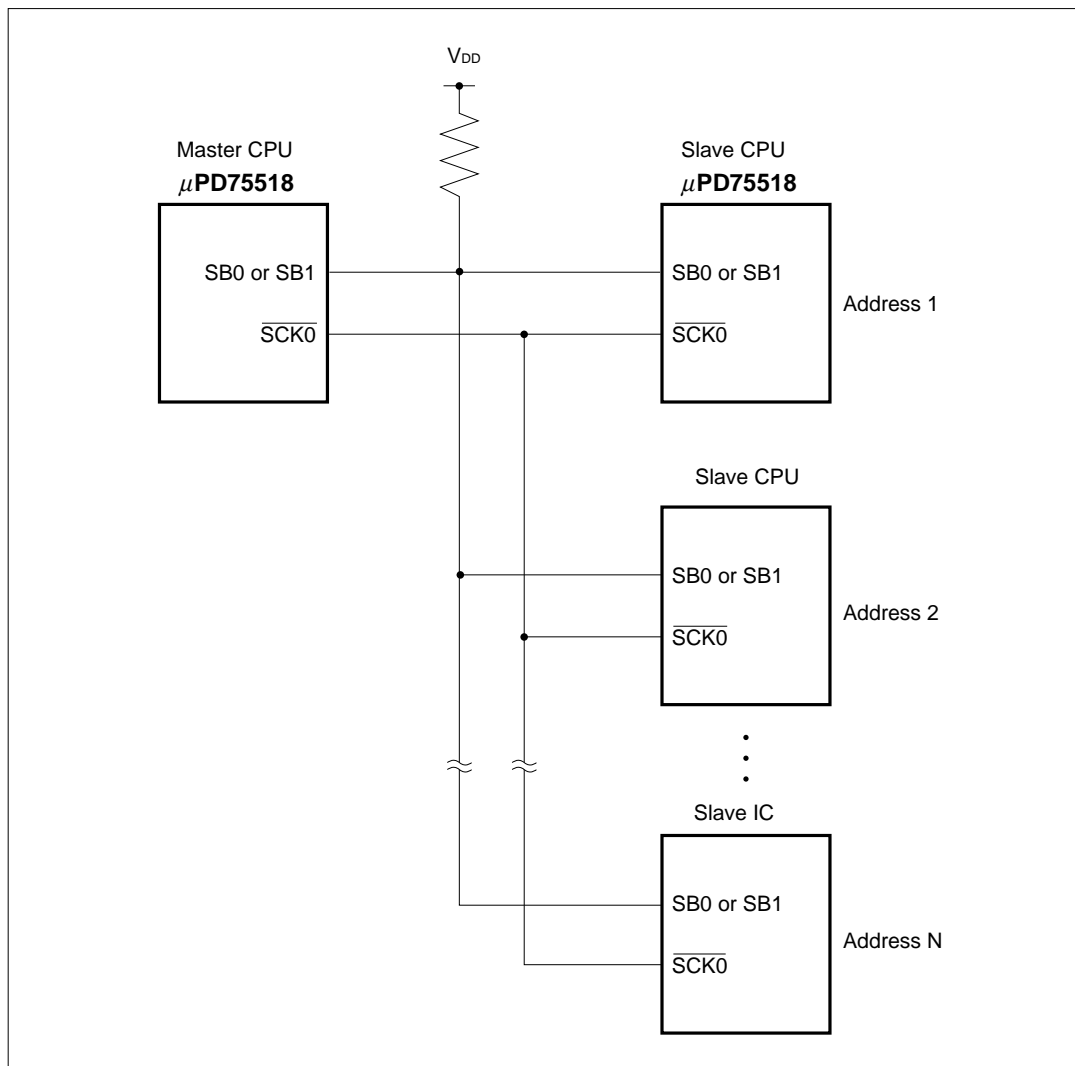 VDD
Master CPU
μPD75518
SB0 or SB1
SCK0
Slave CPU
μPD75518
SB0 or SB1
SCK0
Address 1
Slave CPU
SB0 or SB1
SCK0
Address 2
Slave IC
SB0 or SB1
SCK0
Address N